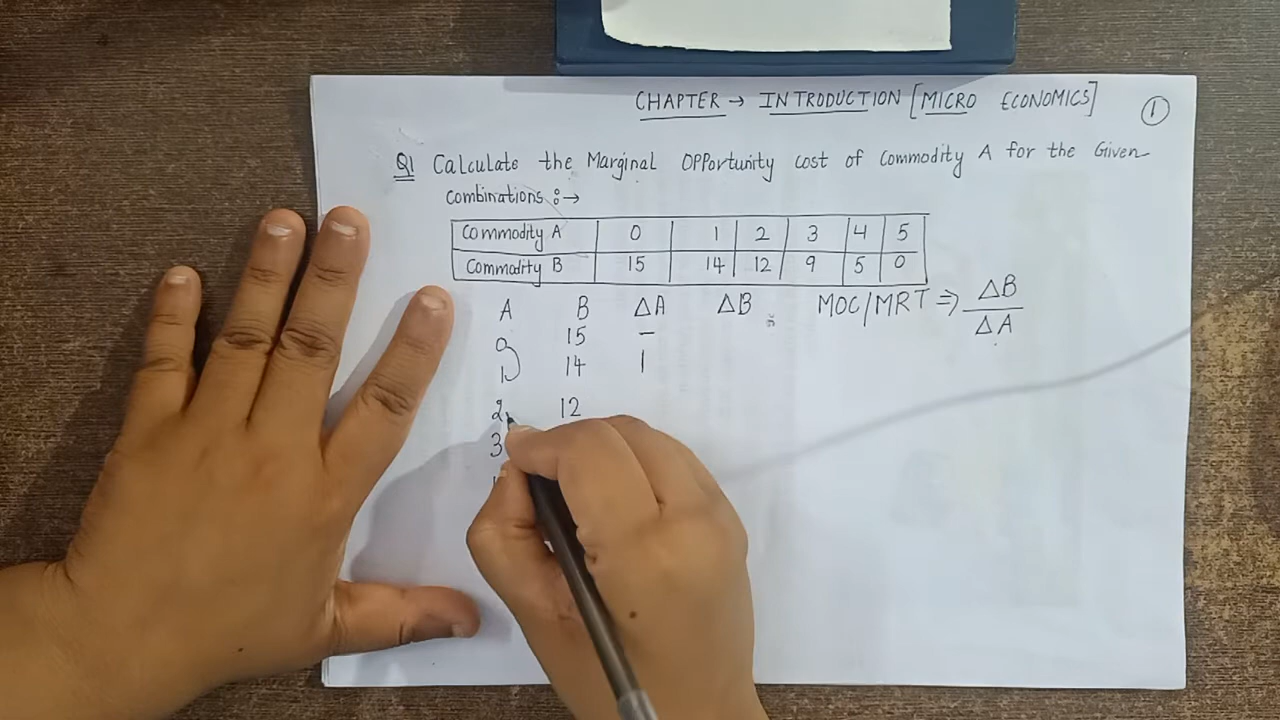 CHAPTER → INTRODUCTION [MICRO ECONOMICS] 1
Q1 Calculate the Marginal Opportunity cost of Commodity A for the Given
Combinations :→
Commodity A 0 1 2 3 4 5
Commodity B 15 14 12 9 5 0
A B ΔA ΔB MOC/MRT ⇒ ΔB/ΔA
0 15 –
1 14 1
2 12
3